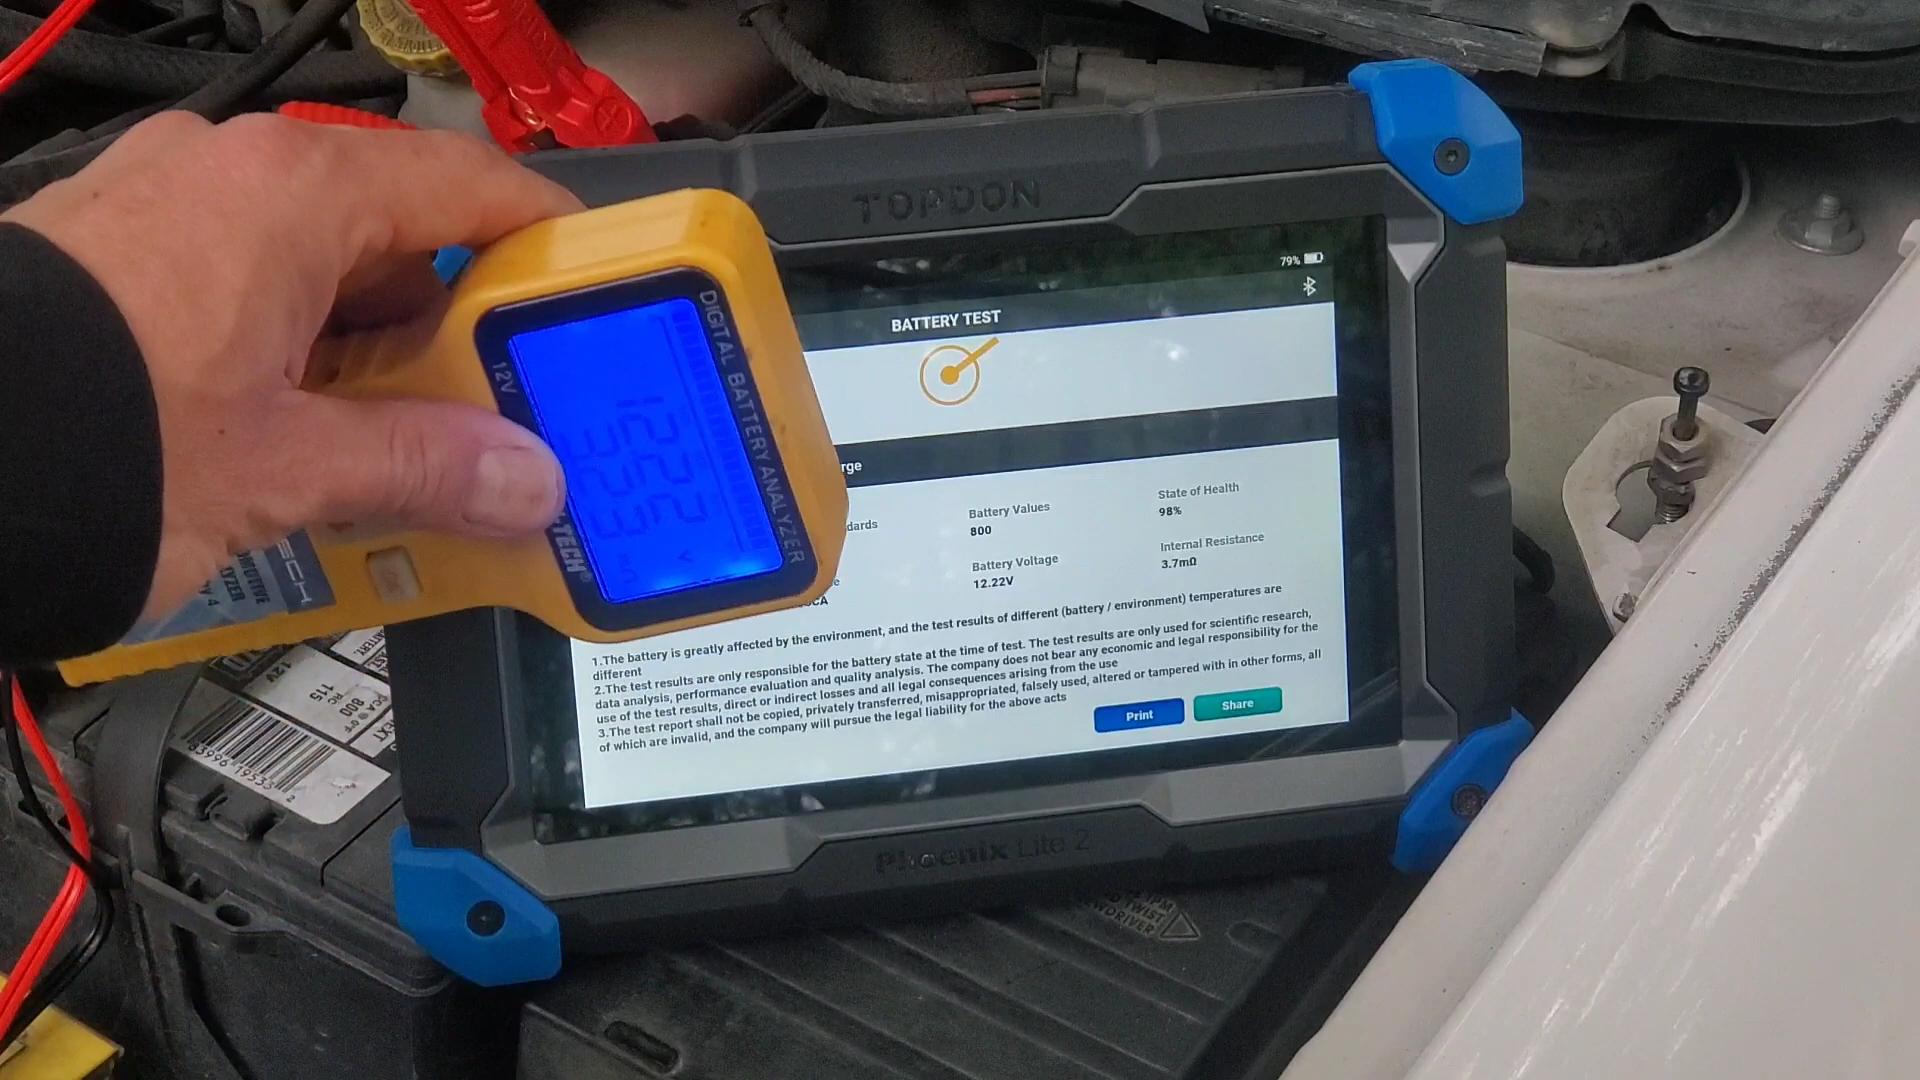 TOPDON
79%
BATTERY TEST
rge
dards
Battery Values
800
State of Health
98%
Battery Voltage
12.22V
Internal Resistance
3.7mΩ
CA
1.The battery is greatly affected by the environment, and the test results of different (battery / environment) temperatures are
different
2.The test results are only responsible for the battery state at the time of test. The test results are only used for scientific research,
data analysis, performance evaluation and quality analysis. The company does not bear any economic and legal responsibility for the
use of the test results, direct or indirect losses and all legal consequences arising from the use
3.The test report shall not be copied, privately transferred, misappropriated, falsely used, altered or tampered with in other forms, all
of which are invalid, and the company will pursue the legal liability for the above acts
Print
Share
Phoenix Lite 2
DIGITAL BATTERY ANALYZER
12V
12.22 V
-TECH®
OMOTIVE
LYZER
12V
RC
115
800
83996 19533 2